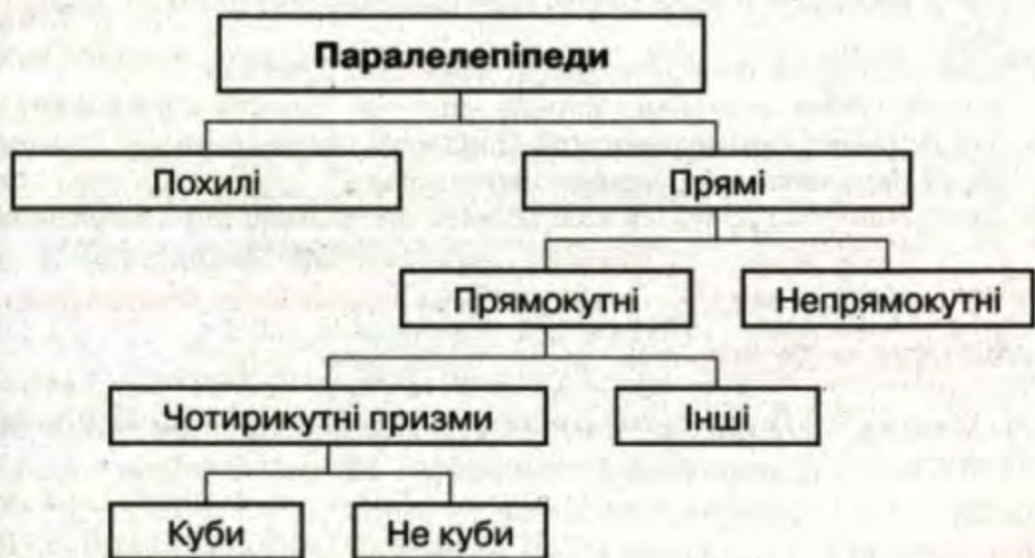 Паралелепіпеди
Похилі
Прямі
Прямокутні
Непрямокутні
Чотирикутні призми
Інші
Куби
Не куби